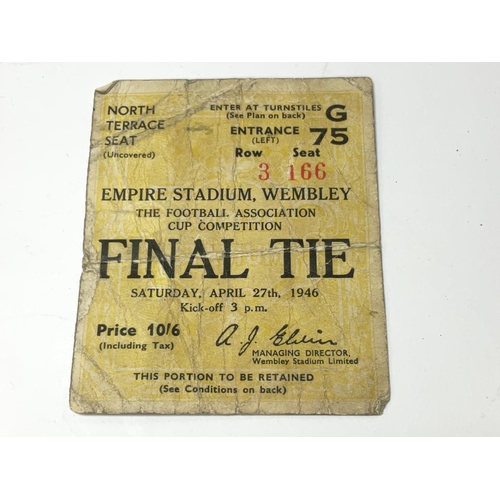 NORTH TERRACE SEAT
(Uncovered)
ENTER AT TURNSTILES G
(See Plan on back)
ENTRANCE 75
(LEFT)
Row Seat
3 166
EMPIRE STADIUM, WEMBLEY
THE FOOTBALL ASSOCIATION
CUP COMPETITION
FINAL TIE
SATURDAY, APRIL 27th, 1946
Kick-off 3 p.m.
Price 10/6
(Including Tax)
A. J. Elvin
MANAGING DIRECTOR,
Wembley Stadium Limited
THIS PORTION TO BE RETAINED
(See Conditions on back)